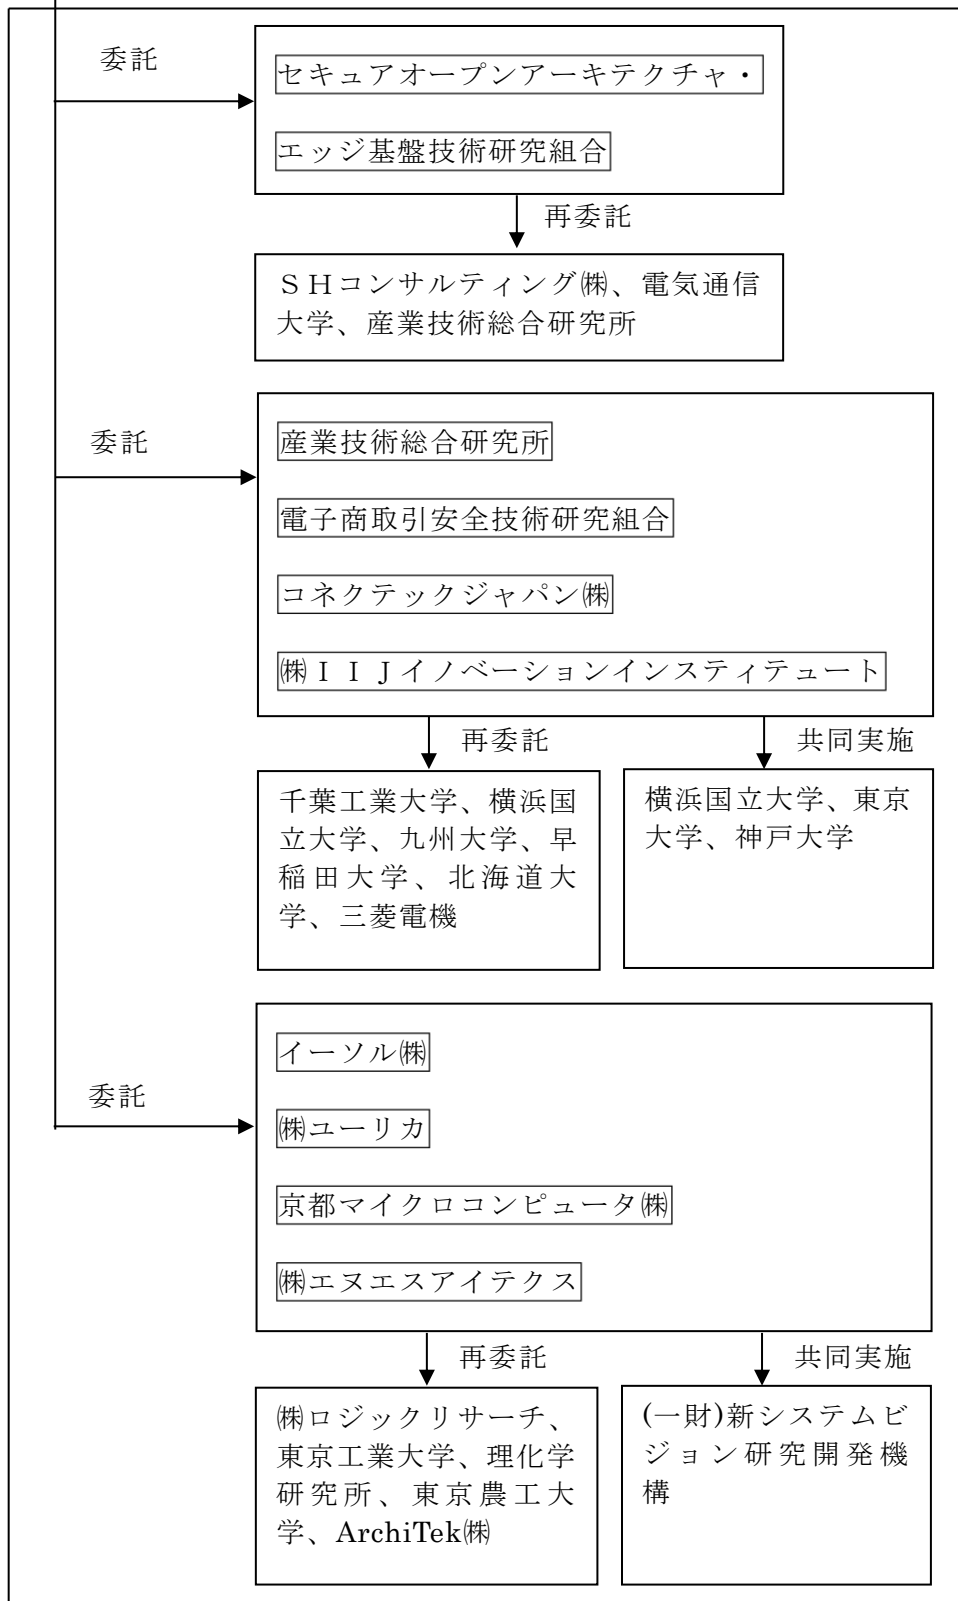 委託
セキュアオープンアーキテクチャ・
エッジ基盤技術研究組合
再委託
ＳＨコンサルティング㈱、電気通信
大学、産業技術総合研究所
委託
産業技術総合研究所
電子商取引安全技術研究組合
コネクテックジャパン㈱
㈱ＩＩＪイノベーションインスティテュート
再委託
共同実施
千葉工業大学、横浜国
立大学、九州大学、早
稲田大学、北海道大
学、三菱電機
横浜国立大学、東京
大学、神戸大学
委託
イーソル㈱
㈱ユーリカ
京都マイクロコンピュータ㈱
㈱エヌエスアイテクス
再委託
共同実施
㈱ロジックリサーチ、
東京工業大学、理化学
研究所、東京農工大
学、ArchiTek㈱
(一財)新システムビ
ジョン研究開発機
構